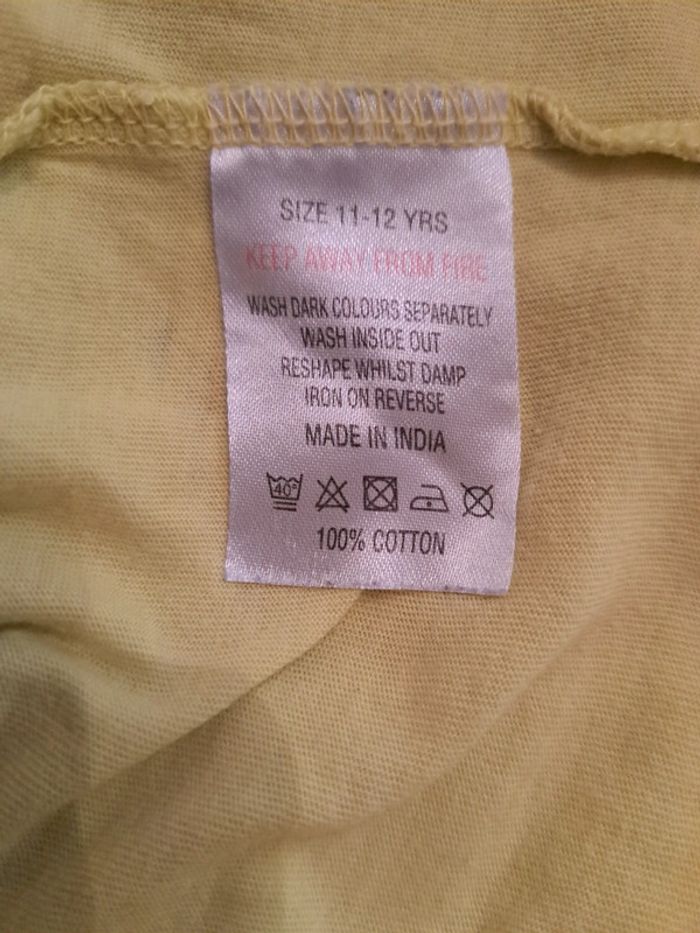 SIZE 11-12 YRS
KEEP AWAY FROM FIRE
WASH DARK COLOURS SEPARATELY
WASH INSIDE OUT
RESHAPE WHILST DAMP
IRON ON REVERSE
MADE IN INDIA
40°
100% COTTON